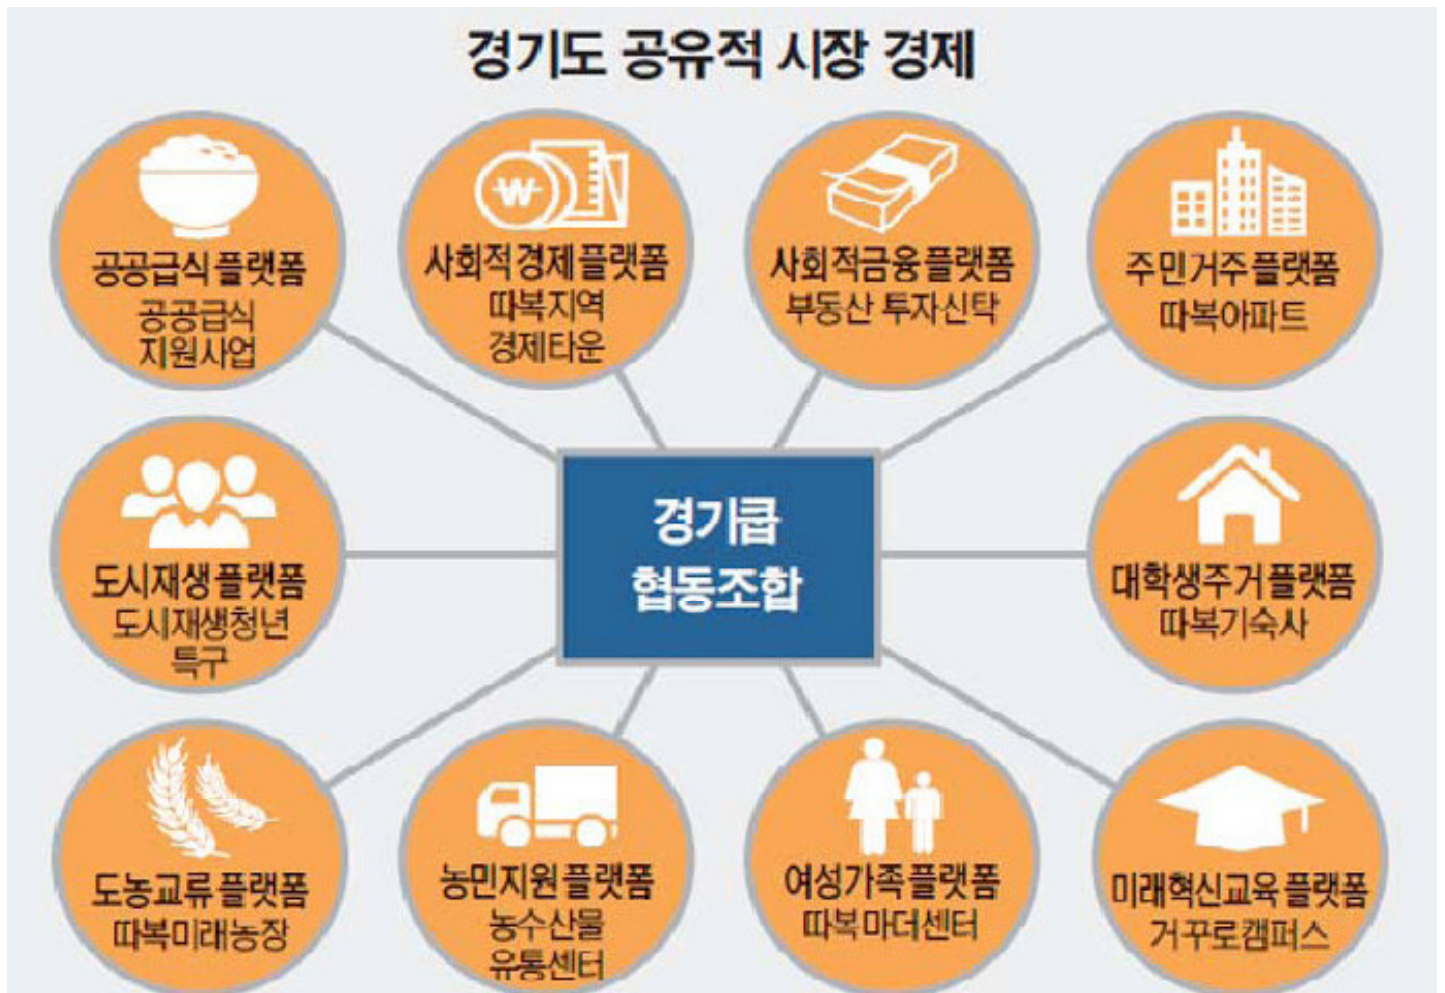 경기도 공유적 시장 경제
공공급식 플랫폼
공공급식
지원사업
사회적경제플랫폼
따복지역
경제타운
사회적금융플랫폼
부동산 투자신탁
주민거주플랫폼
따복아파트
도시재생플랫폼
도시재생청년
특구
경기쿱
협동조합
대학생주거플랫폼
따복기숙사
도농교류플랫폼
따복미래농장
농민지원플랫폼
농수산물
유통센터
여성가족플랫폼
따복마더센터
미래혁신교육플랫폼
거꾸로캠퍼스